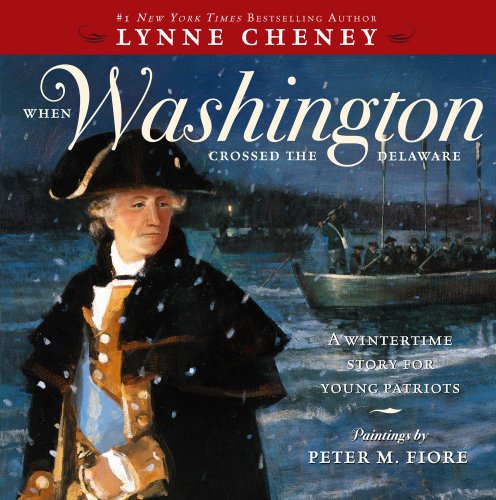 #1 New York Times Bestselling Author
LYNNE CHENEY
WHEN Washington
CROSSED THE DELAWARE
A WINTERTIME
STORY FOR
YOUNG PATRIOTS
Paintings by
PETER M. FIORE